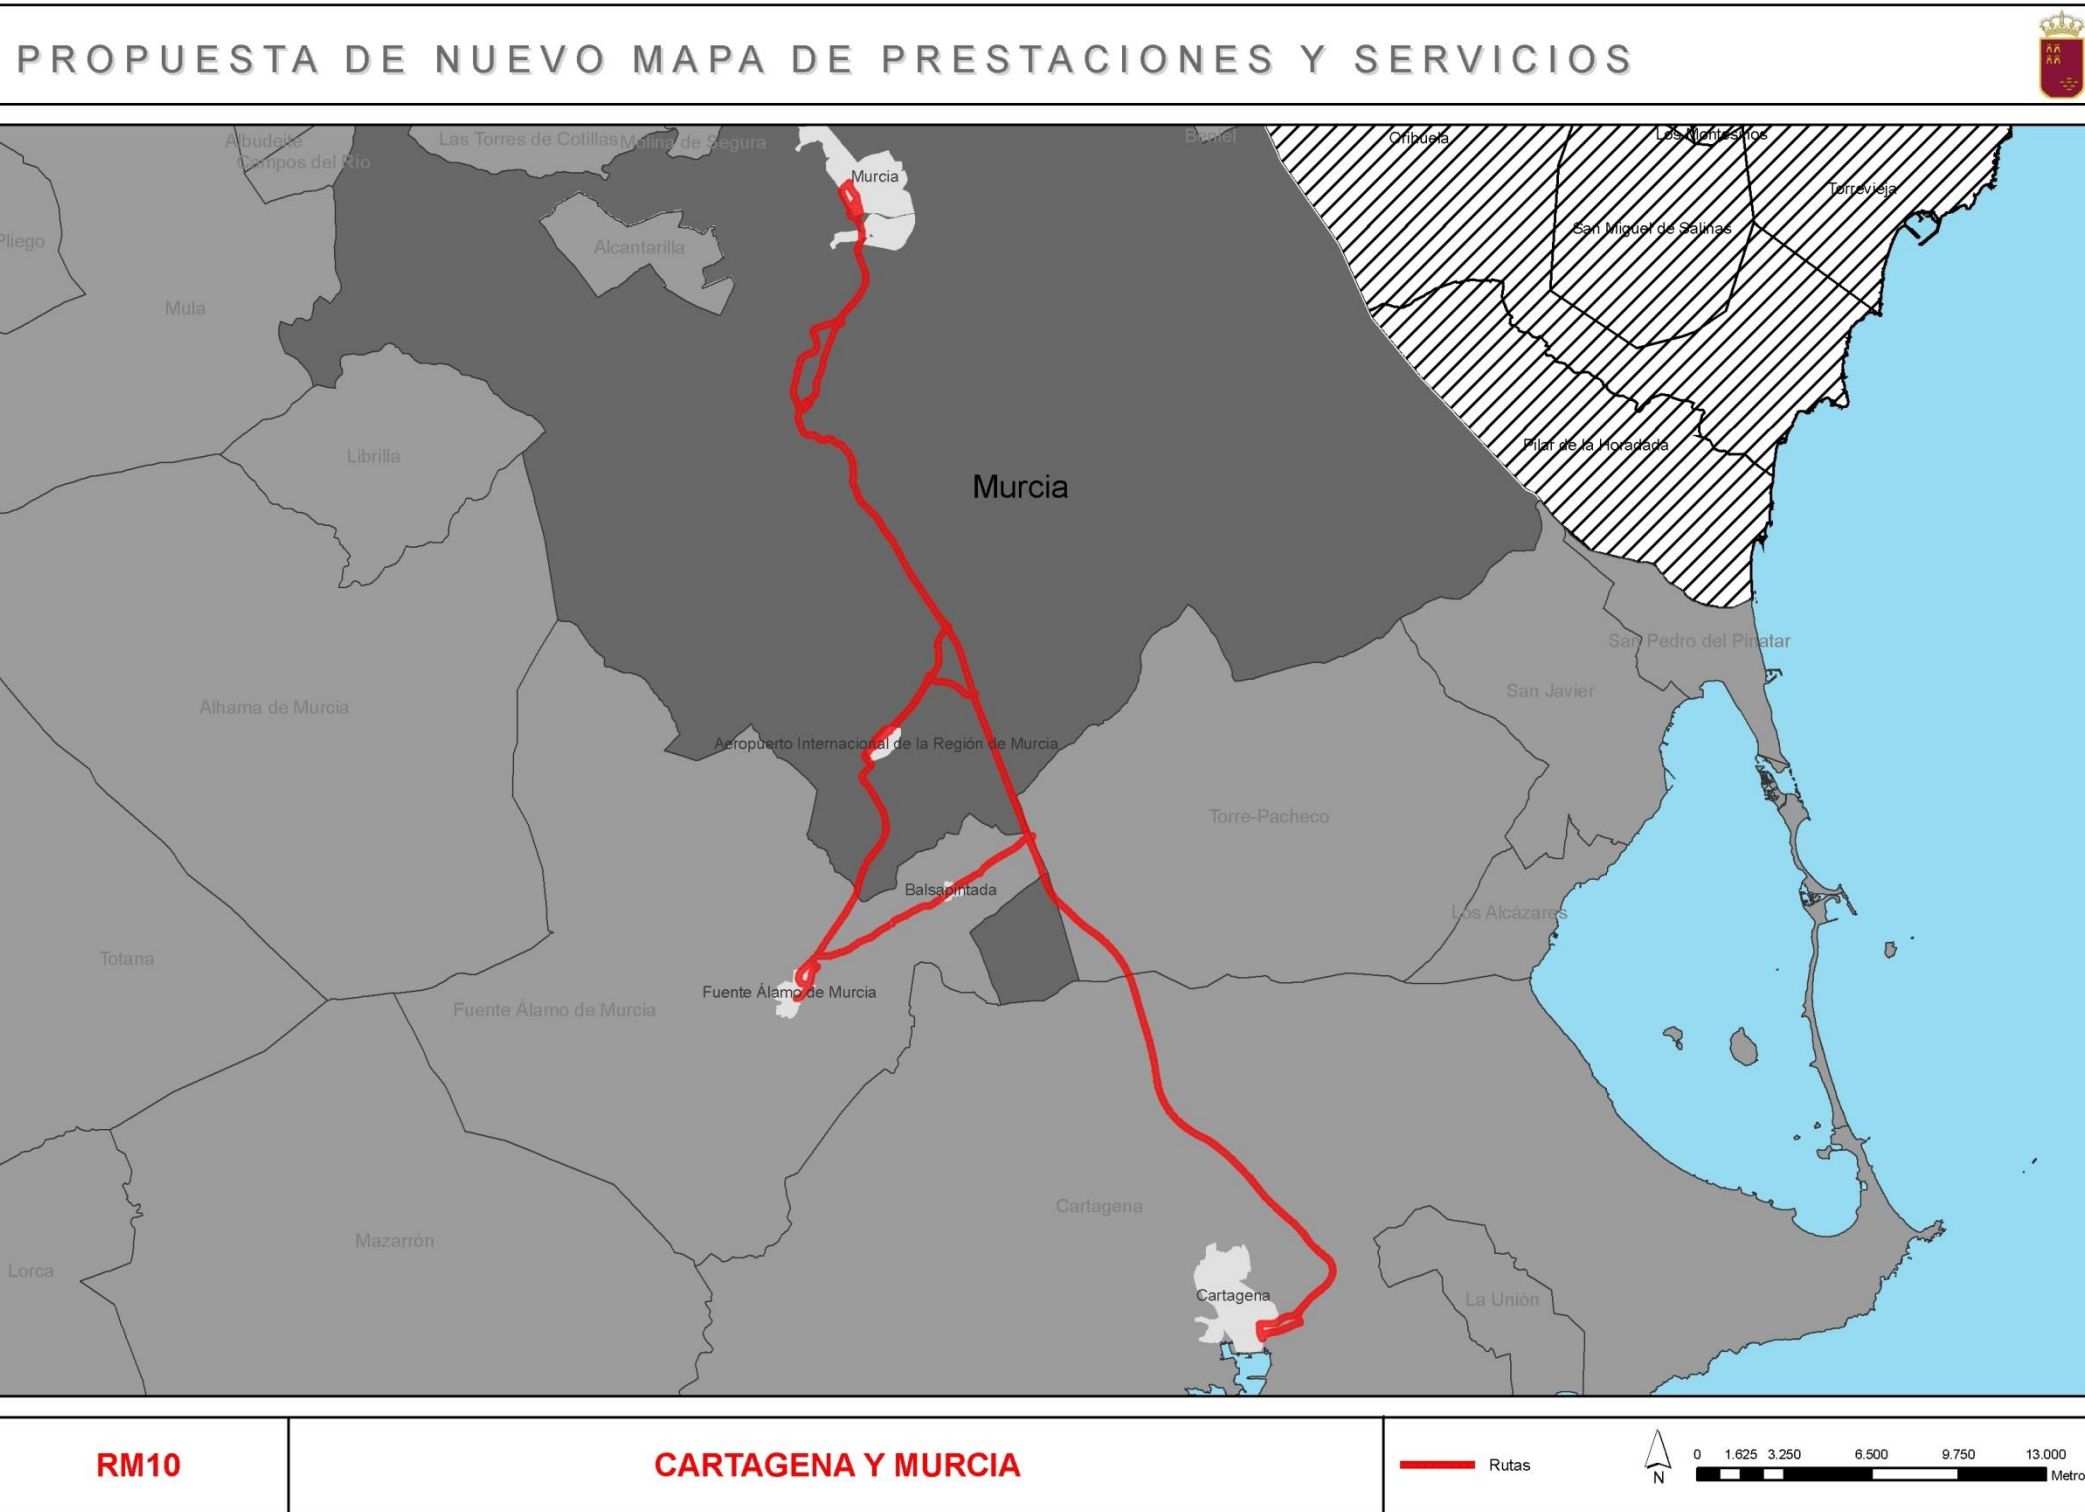 PROPUESTA DE NUEVO MAPA DE PRESTACIONES Y SERVICIOS
Albudeite
Campos del Río
Las Torres de Cotillas
Molina de Segura
Beniel
Orihuela
Los Montesinos
Murcia
Torrevieja
Pliego
Alcantarilla
San Miguel de Salinas
Mula
Librilla
Pilar de la Horadada
Murcia
San Pedro del Pinatar
San Javier
Alhama de Murcia
Aeropuerto Internacional de la Región de Murcia
Torre-Pacheco
Balsapintada
Los Alcázares
Totana
Fuente Álamo de Murcia
Fuente Álamo de Murcia
Cartagena
Mazarrón
Lorca
Cartagena
La Unión
RM10
CARTAGENA Y MURCIA
Rutas
N
0 1.625 3.250 6.500 9.750 13.000
Metro